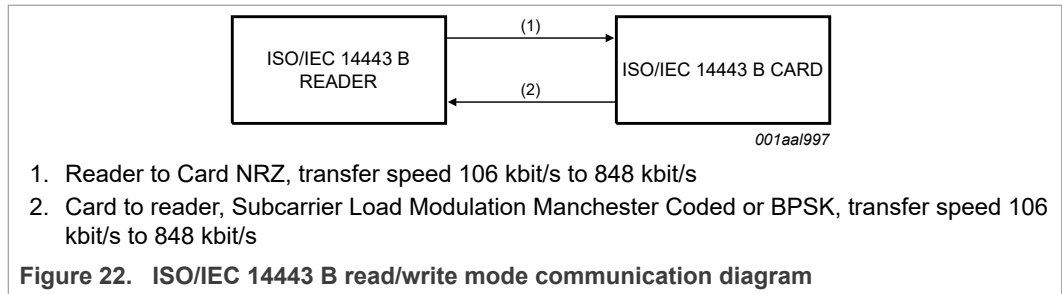 (1)
ISO/IEC 14443 B
READER
ISO/IEC 14443 B CARD
(2)
001aal997
1. Reader to Card NRZ, transfer speed 106 kbit/s to 848 kbit/s
2. Card to reader, Subcarrier Load Modulation Manchester Coded or BPSK, transfer speed 106
kbit/s to 848 kbit/s
Figure 22. ISO/IEC 14443 B read/write mode communication diagram